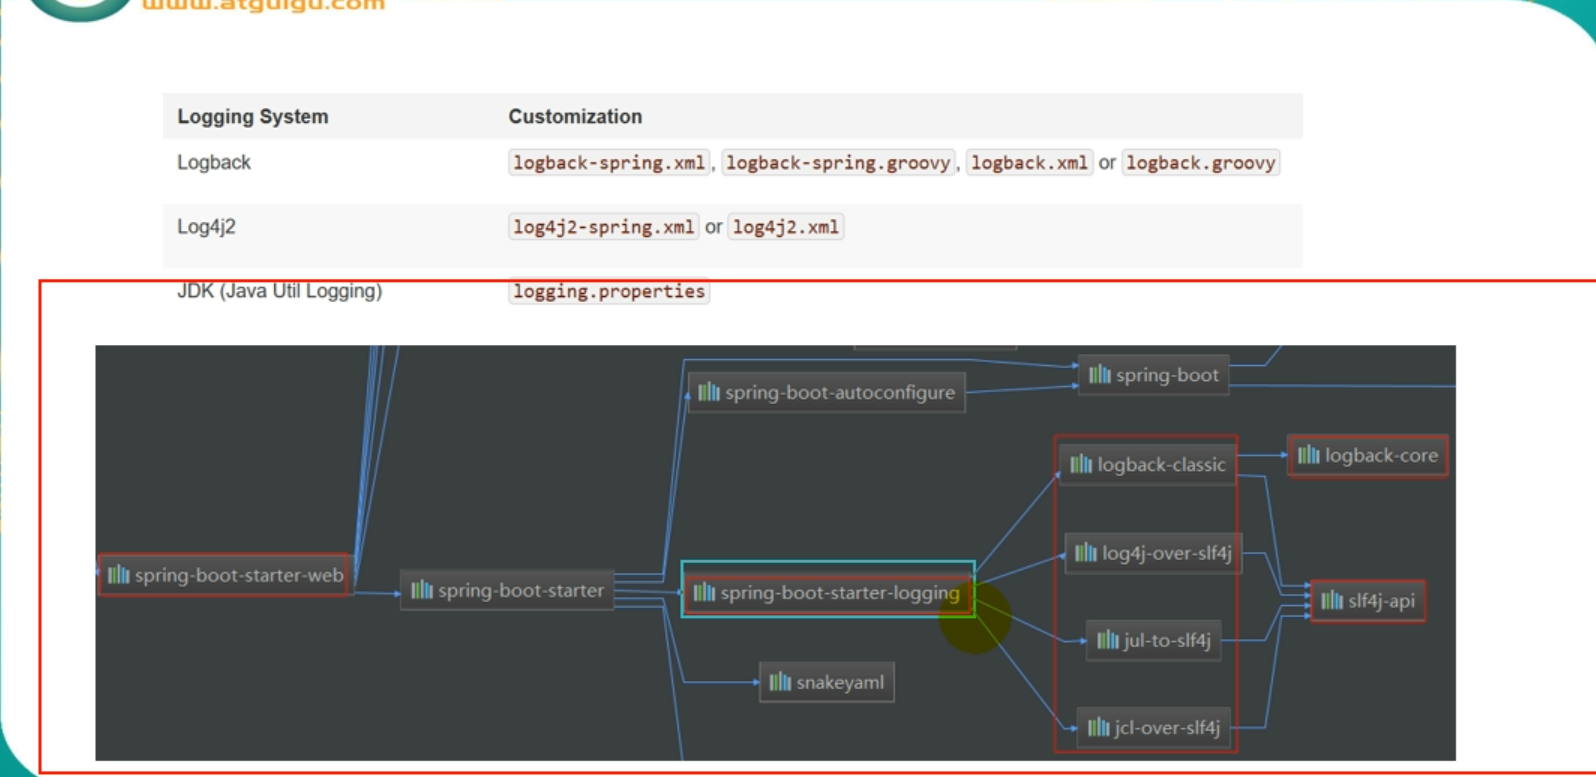 www.atguigu.com
Logging System Customization
Logback logback-spring.xml, logback-spring.groovy, logback.xml or logback.groovy
Log4j2 log4j2-spring.xml or log4j2.xml
JDK (Java Util Logging) logging.properties
spring-boot
spring-boot-autoconfigure
logback-core
logback-classic
log4j-over-slf4j
spring-boot-starter-web
spring-boot-starter
spring-boot-starter-logging
slf4j-api
jul-to-slf4j
snakeyaml
jcl-over-slf4j